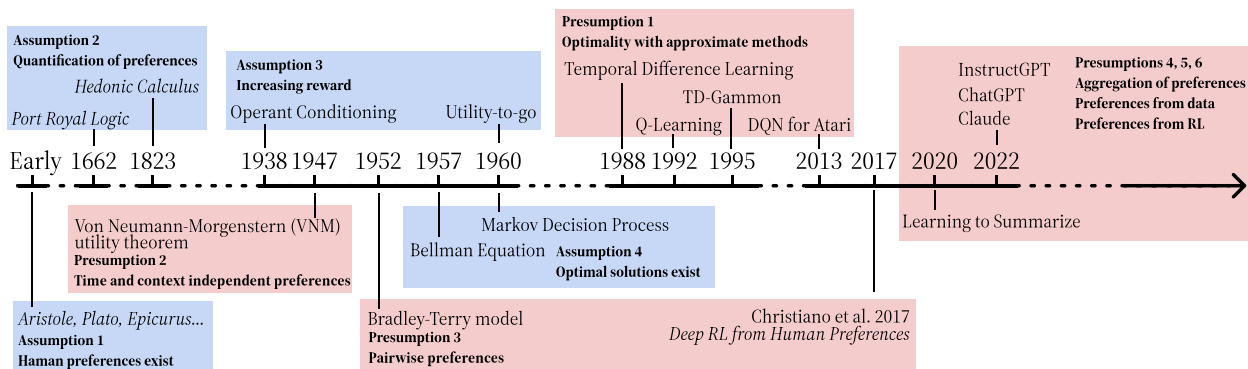 Assumption 2
Quantification of preferences
Hedonic Calculus
Port Royal Logic
Assumption 3
Increasing reward
Operant Conditioning
Utility-to-go
Presumption 1
Optimality with approximate methods
Temporal Difference Learning
TD-Gammon
Q-Learning
DQN for Atari
InstructGPT
ChatGPT
Claude
Presumptions 4, 5, 6
Aggregation of preferences
Preferences from data
Preferences from RL
Early 1662 1823 1938 1947 1952 1957 1960 1988 1992 1995 2013 2017 2020 2022
Von Neumann-Morgenstern (VNM)
utility theorem
Presumption 2
Time and context independent preferences
Markov Decision Process
Bellman Equation
Assumption 4
Optimal solutions exist
Learning to Summarize
Aristole, Plato, Epicurus...
Assumption 1
Haman preferences exist
Bradley-Terry model
Presumption 3
Pairwise preferences
Christiano et al. 2017
Deep RL from Human Preferences